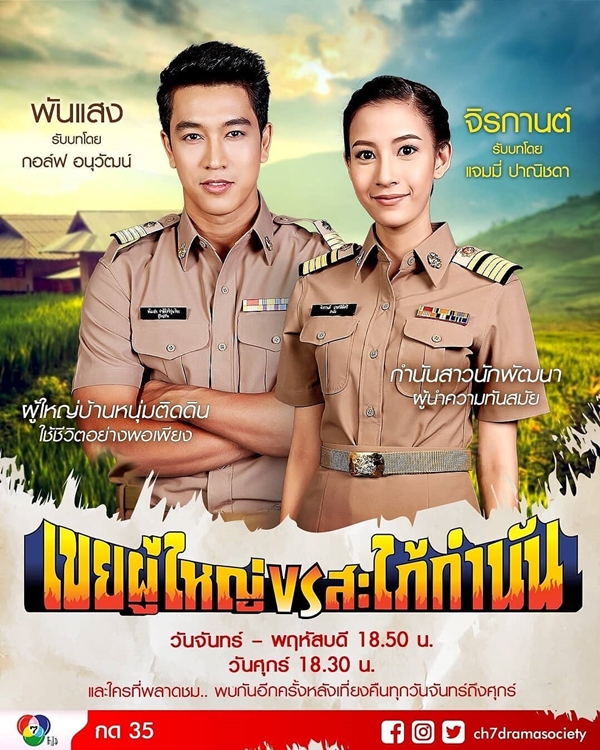 พันแสง
รับบทโดย
กอล์ฟ อนุวัฒน์
จิรกานต์
รับบทโดย
แจมมี่ ปาณิชดา
ผู้ใหญ่บ้านหนุ่มติดดิน
ใช้ชีวิตอย่างพอเพียง
กำนันสาวนักพัฒนา
ผู้นำความทันสมัย
เขยผู้ใหญ่ VS สะใภ้กำนัน
วันจันทร์ – พฤหัสบดี 18.50 น.
วันศุกร์ 18.30 น.
และใครที่พลาดชม.. พบกันอีกครั้งหลังเที่ยงคืนทุกวันจันทร์ถึงศุกร์
7 HD กด 35 ch7dramasociety